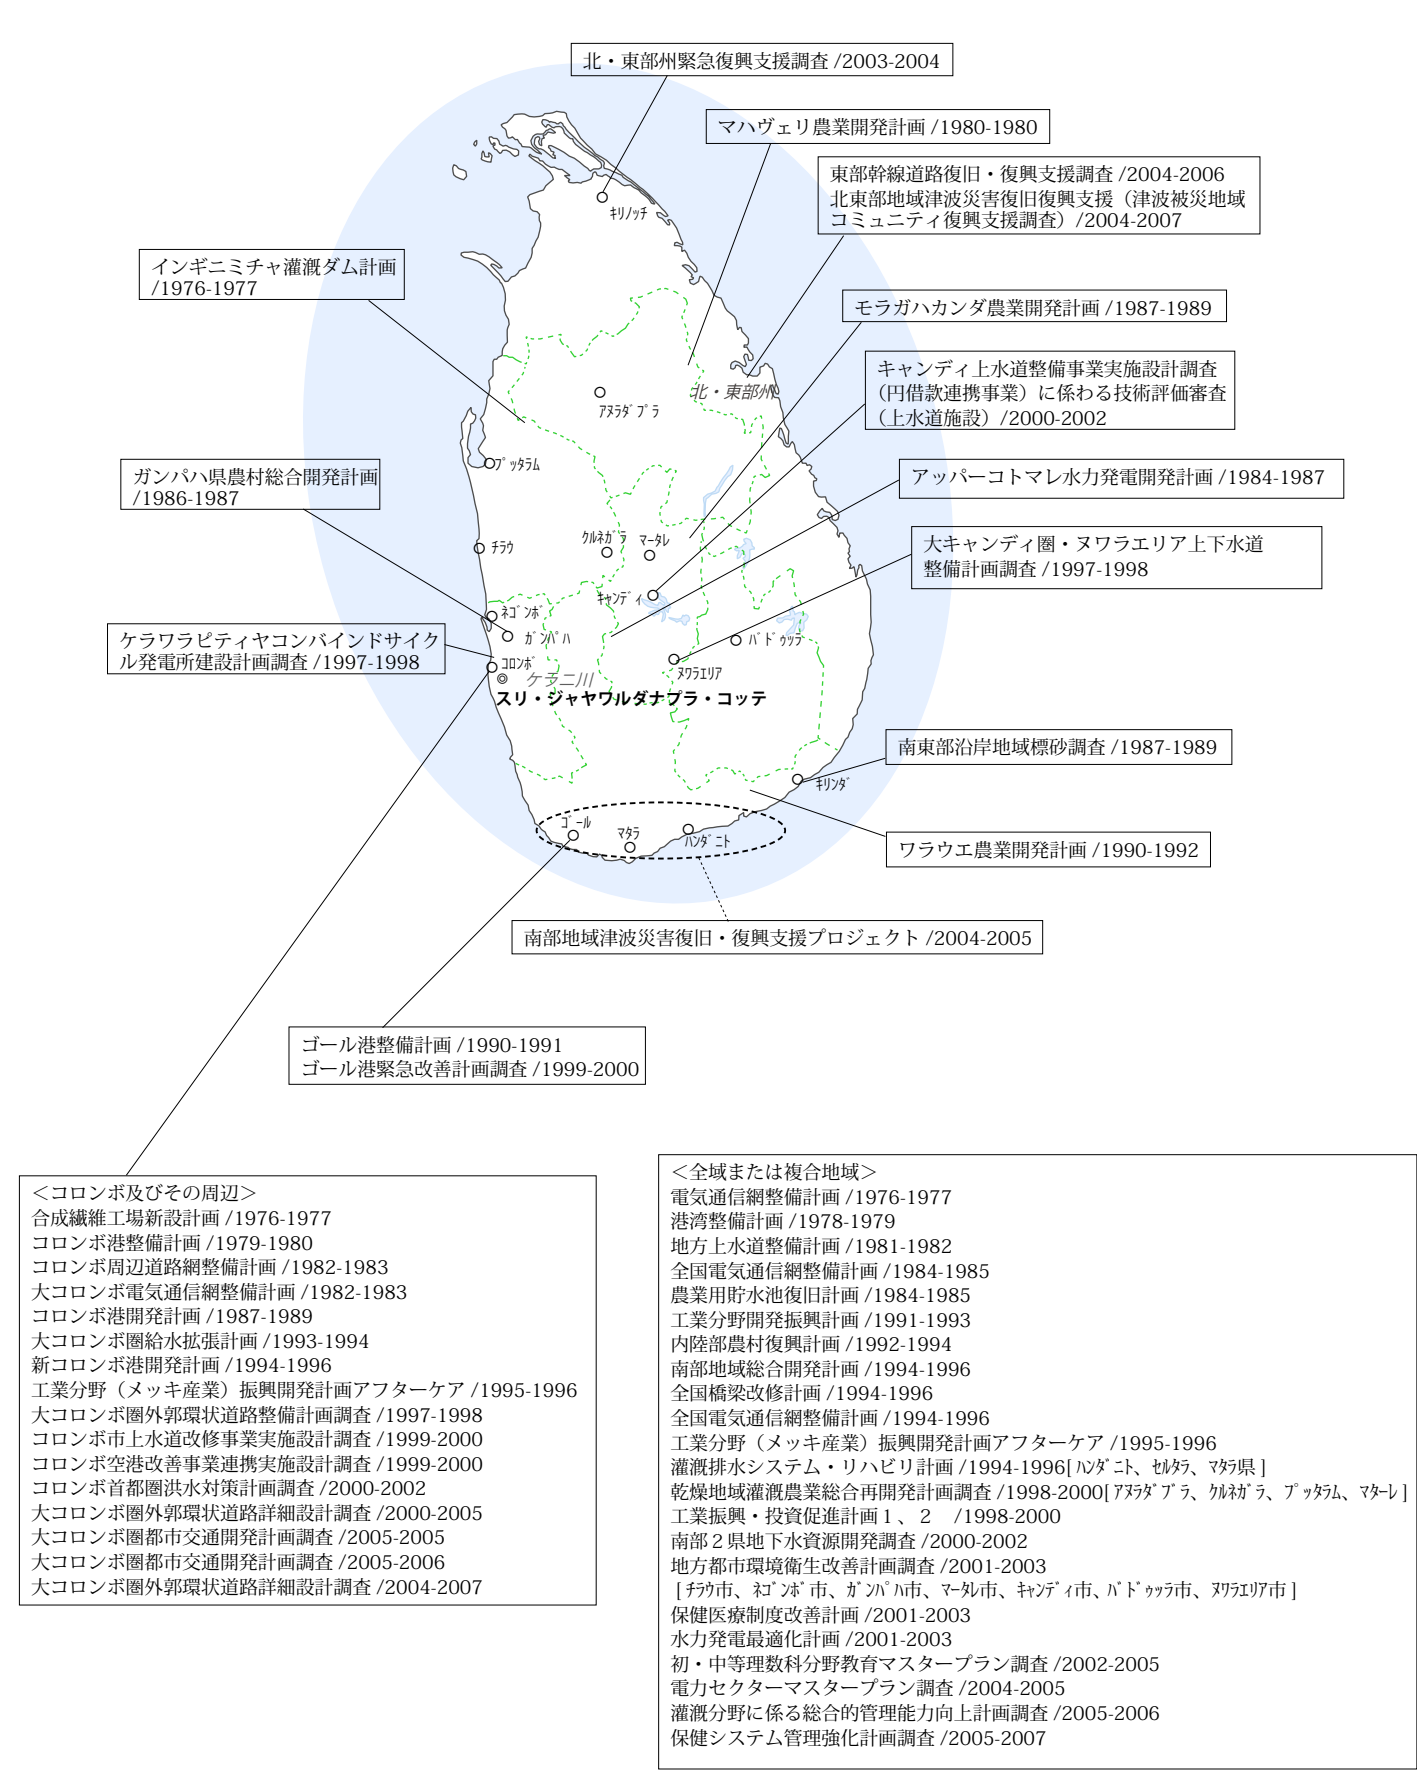 北・東部州緊急復興支援調査 /2003-2004
マハヴェリ農業開発計画 /1980-1980
東部幹線道路復旧・復興支援調査 /2004-2006
北東部地域津波災害復旧復興支援（津波被災地域
コミュニティ復興支援調査）/2004-2007
キリノッチ
インギニミチャ灌漑ダム計画
/1976-1977
モラガハカンダ農業開発計画 /1987-1989
キャンディ上水道整備事業実施設計調査
（円借款連携事業）に係わる技術評価審査
（上水道施設）/2000-2002
北・東部州
ｱﾇﾗﾀﾞﾌﾟﾗ
ﾌﾟｯﾀﾗﾑ
ガンパハ県農村総合開発計画
/1986-1987
アッパーコトマレ水力発電開発計画 /1984-1987
ﾁﾗｳ
ｸﾙﾈｶﾞﾗ
ﾏｰﾀﾚ
大キャンディ圏・ヌワラエリア上下水道
整備計画調査 /1997-1998
ｷｬﾝﾃﾞｨ
ﾈｺﾞﾝﾎﾞ
ｶﾞﾝﾊﾟﾊ
ﾊﾞﾄﾞｩｯﾗ
ケラワラピティヤコンバインドサイク
ル発電所建設計画調査 /1997-1998
ｺﾛﾝﾎﾞ
ケラニ川
ﾇﾜﾗｴﾘｱ
スリ・ジャヤワルダナプラ・コッテ
南東部沿岸地域標砂調査 /1987-1989
ｷﾘﾝﾀﾞ
ｺﾞｰﾙ
ﾏﾀﾗ
ﾊﾝﾀﾞﾆﾄ
ワラウエ農業開発計画 /1990-1992
南部地域津波災害復旧・復興支援プロジェクト /2004-2005
ゴール港整備計画 /1990-1991
ゴール港緊急改善計画調査 /1999-2000
＜コロンボ及びその周辺＞
合成繊維工場新設計画 /1976-1977
コロンボ港整備計画 /1979-1980
コロンボ周辺道路網整備計画 /1982-1983
大コロンボ電気通信網整備計画 /1982-1983
コロンボ港開発計画 /1987-1989
大コロンボ圏給水拡張計画 /1993-1994
新コロンボ港開発計画 /1994-1996
工業分野（メッキ産業）振興開発計画アフターケア /1995-1996
大コロンボ圏外郭環状道路整備計画調査 /1997-1998
コロンボ市上水道改修事業実施設計調査 /1999-2000
コロンボ空港改善事業連携実施設計調査 /1999-2000
コロンボ首都圏洪水対策計画調査 /2000-2002
大コロンボ圏外郭環状道路詳細設計 /2000-2005
大コロンボ圏都市交通開発計画調査 /2005-2005
大コロンボ圏都市交通開発計画調査 /2005-2006
大コロンボ圏外郭環状道路詳細設計調査 /2004-2007
＜全域または複合地域＞
電気通信網整備計画 /1976-1977
港湾整備計画 /1978-1979
地方上水道整備計画 /1981-1982
全国電気通信網整備計画 /1984-1985
農業用貯水池復旧計画 /1984-1985
工業分野開発振興計画 /1991-1993
内陸部農村復興計画 /1992-1994
南部地域総合開発計画 /1994-1996
全国橋梁改修計画 /1994-1996
全国電気通信網整備計画 /1994-1996
工業分野（メッキ産業）振興開発計画アフターケア /1995-1996
灌漑排水システム・リハビリ計画 /1994-1996[ ﾊﾝﾀﾞﾆﾄ、ｾﾙﾀﾗ、ﾏﾀﾗ県 ]
乾燥地域灌漑農業総合再開発計画調査 /1998-2000[ ｱﾇﾗﾀﾞﾌﾞﾗ、ｸﾙﾈｶﾞﾗ、ﾌﾟｯﾀﾗﾑ、ﾏﾀｰﾚ ]
工業振興・投資促進計画１、２　/1998-2000
南部２県地下水資源開発調査 /2000-2002
地方都市環境衛生改善計画調査 /2001-2003
[ ﾁﾗｳ市、ﾈｺﾞﾝﾎﾞ市、ｶﾞﾝﾊﾟﾊ市、ﾏｰﾀﾚ市、ｷｬﾝﾃﾞｨ市、ﾊﾞﾄﾞｩｯﾗ市、ﾇﾜﾗｴﾘｱ市 ]
保健医療制度改善計画 /2001-2003
水力発電最適化計画 /2001-2003
初・中等理数科分野教育マスタープラン調査 /2002-2005
電力セクターマスタープラン調査 /2004-2005
灌漑分野に係る総合的管理能力向上計画調査 /2005-2006
保健システム管理強化計画調査 /2005-2007